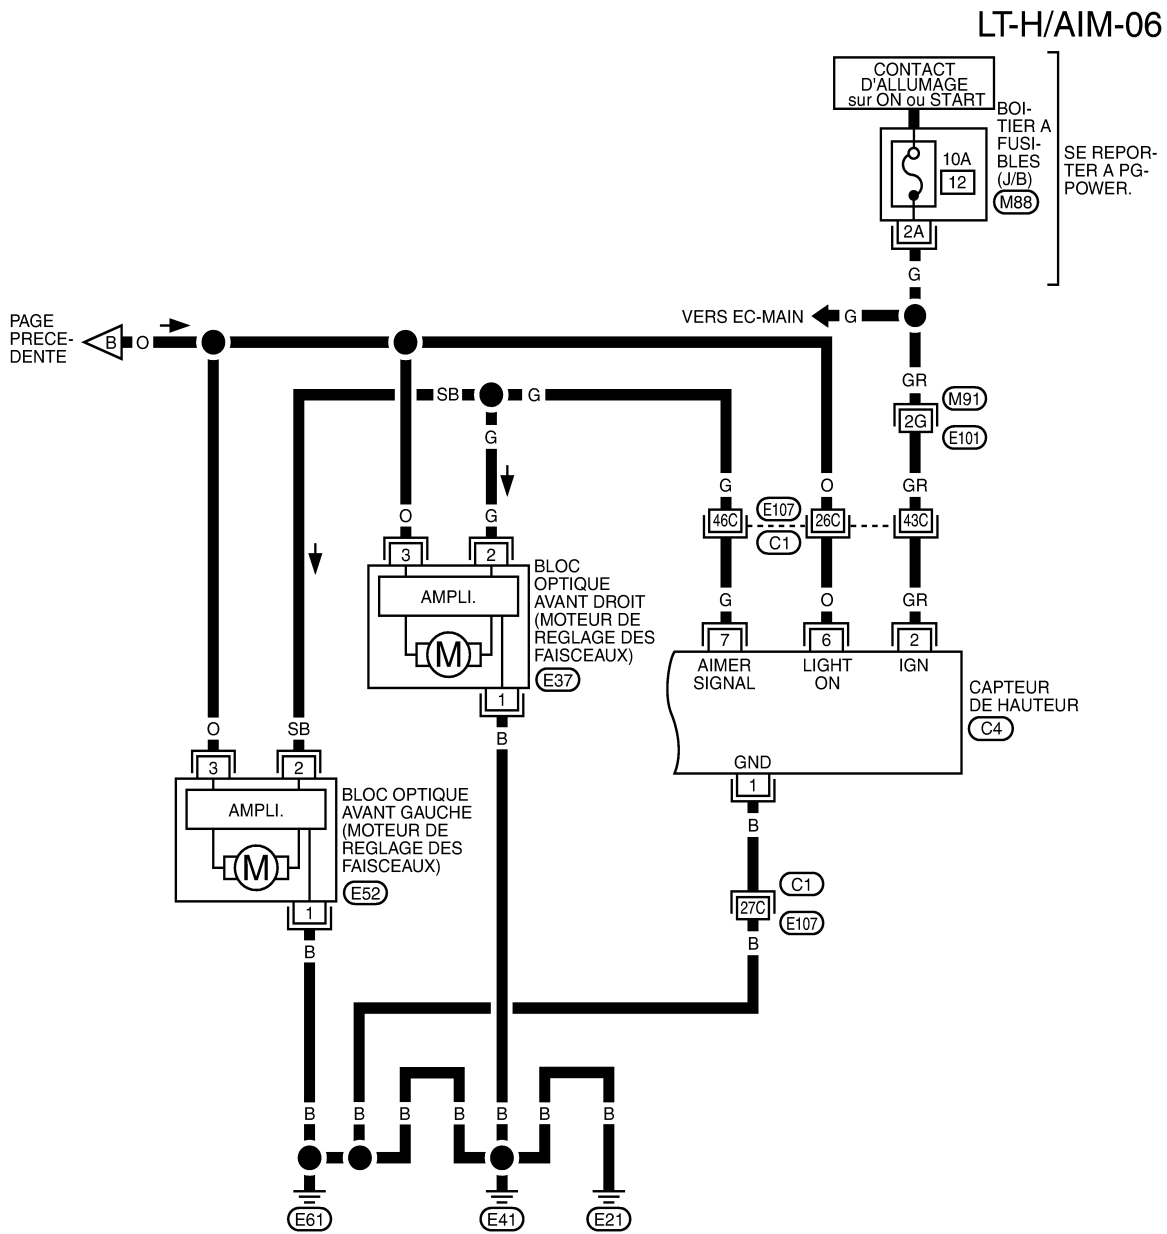 LT-H/AIM-06
CONTACT
D'ALLUMAGE
sur ON ou START
BOI-
TIER A
FUSI-
BLES
(J/B)
M88
10A
12
SE REPOR-
TER A PG-
POWER.
2A
G
PAGE
PRECE-
DENTE
B
O
VERS EC-MAIN
G
GR
M91
2G
E101
SB
G
G
G
O
GR
46C
E107
C1
26C
43C
O
G
3
2
AMPLI.
M
BLOC
OPTIQUE
AVANT DROIT
(MOTEUR DE
REGLAGE DES
FAISCEAUX)
E37
1
B
G
O
GR
7
6
2
AIMER
SIGNAL
LIGHT
ON
IGN
CAPTEUR
DE HAUTEUR
C4
GND
1
B
O
SB
3
2
AMPLI.
M
BLOC OPTIQUE
AVANT GAUCHE
(MOTEUR DE
REGLAGE DES
FAISCEAUX)
E52
1
B
C1
27C
E107
B
B
B
B
B
B
B
B
E61
E41
E21